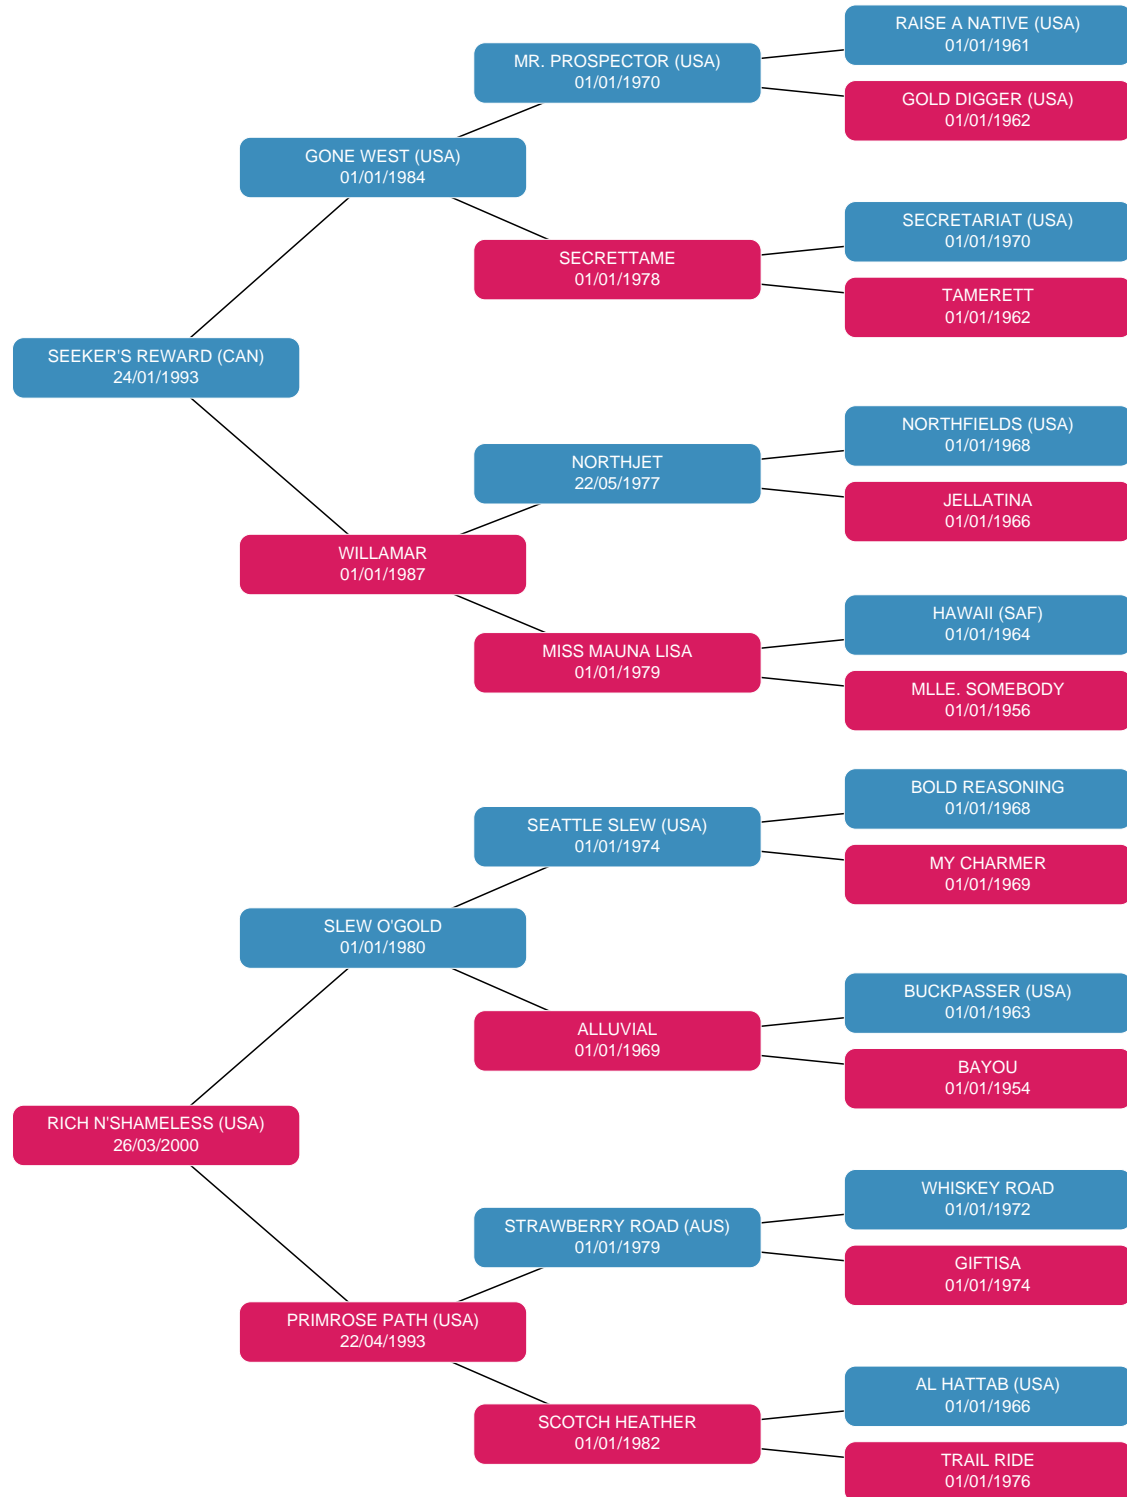 RAISE A NATIVE (USA)
01/01/1961
MR. PROSPECTOR (USA)
01/01/1970
GOLD DIGGER (USA)
01/01/1962
GONE WEST (USA)
01/01/1984
SECRETARIAT (USA)
01/01/1970
SECRETTAME
01/01/1978
TAMERETT
01/01/1962
SEEKER'S REWARD (CAN)
24/01/1993
NORTHFIELDS (USA)
01/01/1968
NORTHJET
22/05/1977
JELLATINA
01/01/1966
WILLAMAR
01/01/1987
HAWAII (SAF)
01/01/1964
MISS MAUNA LISA
01/01/1979
MLLE. SOMEBODY
01/01/1956
BOLD REASONING
01/01/1968
SEATTLE SLEW (USA)
01/01/1974
MY CHARMER
01/01/1969
SLEW O'GOLD
01/01/1980
BUCKPASSER (USA)
01/01/1963
ALLUVIAL
01/01/1969
BAYOU
01/01/1954
RICH N'SHAMELESS (USA)
26/03/2000
WHISKEY ROAD
01/01/1972
STRAWBERRY ROAD (AUS)
01/01/1979
GIFTISA
01/01/1974
PRIMROSE PATH (USA)
22/04/1993
AL HATTAB (USA)
01/01/1966
SCOTCH HEATHER
01/01/1982
TRAIL RIDE
01/01/1976